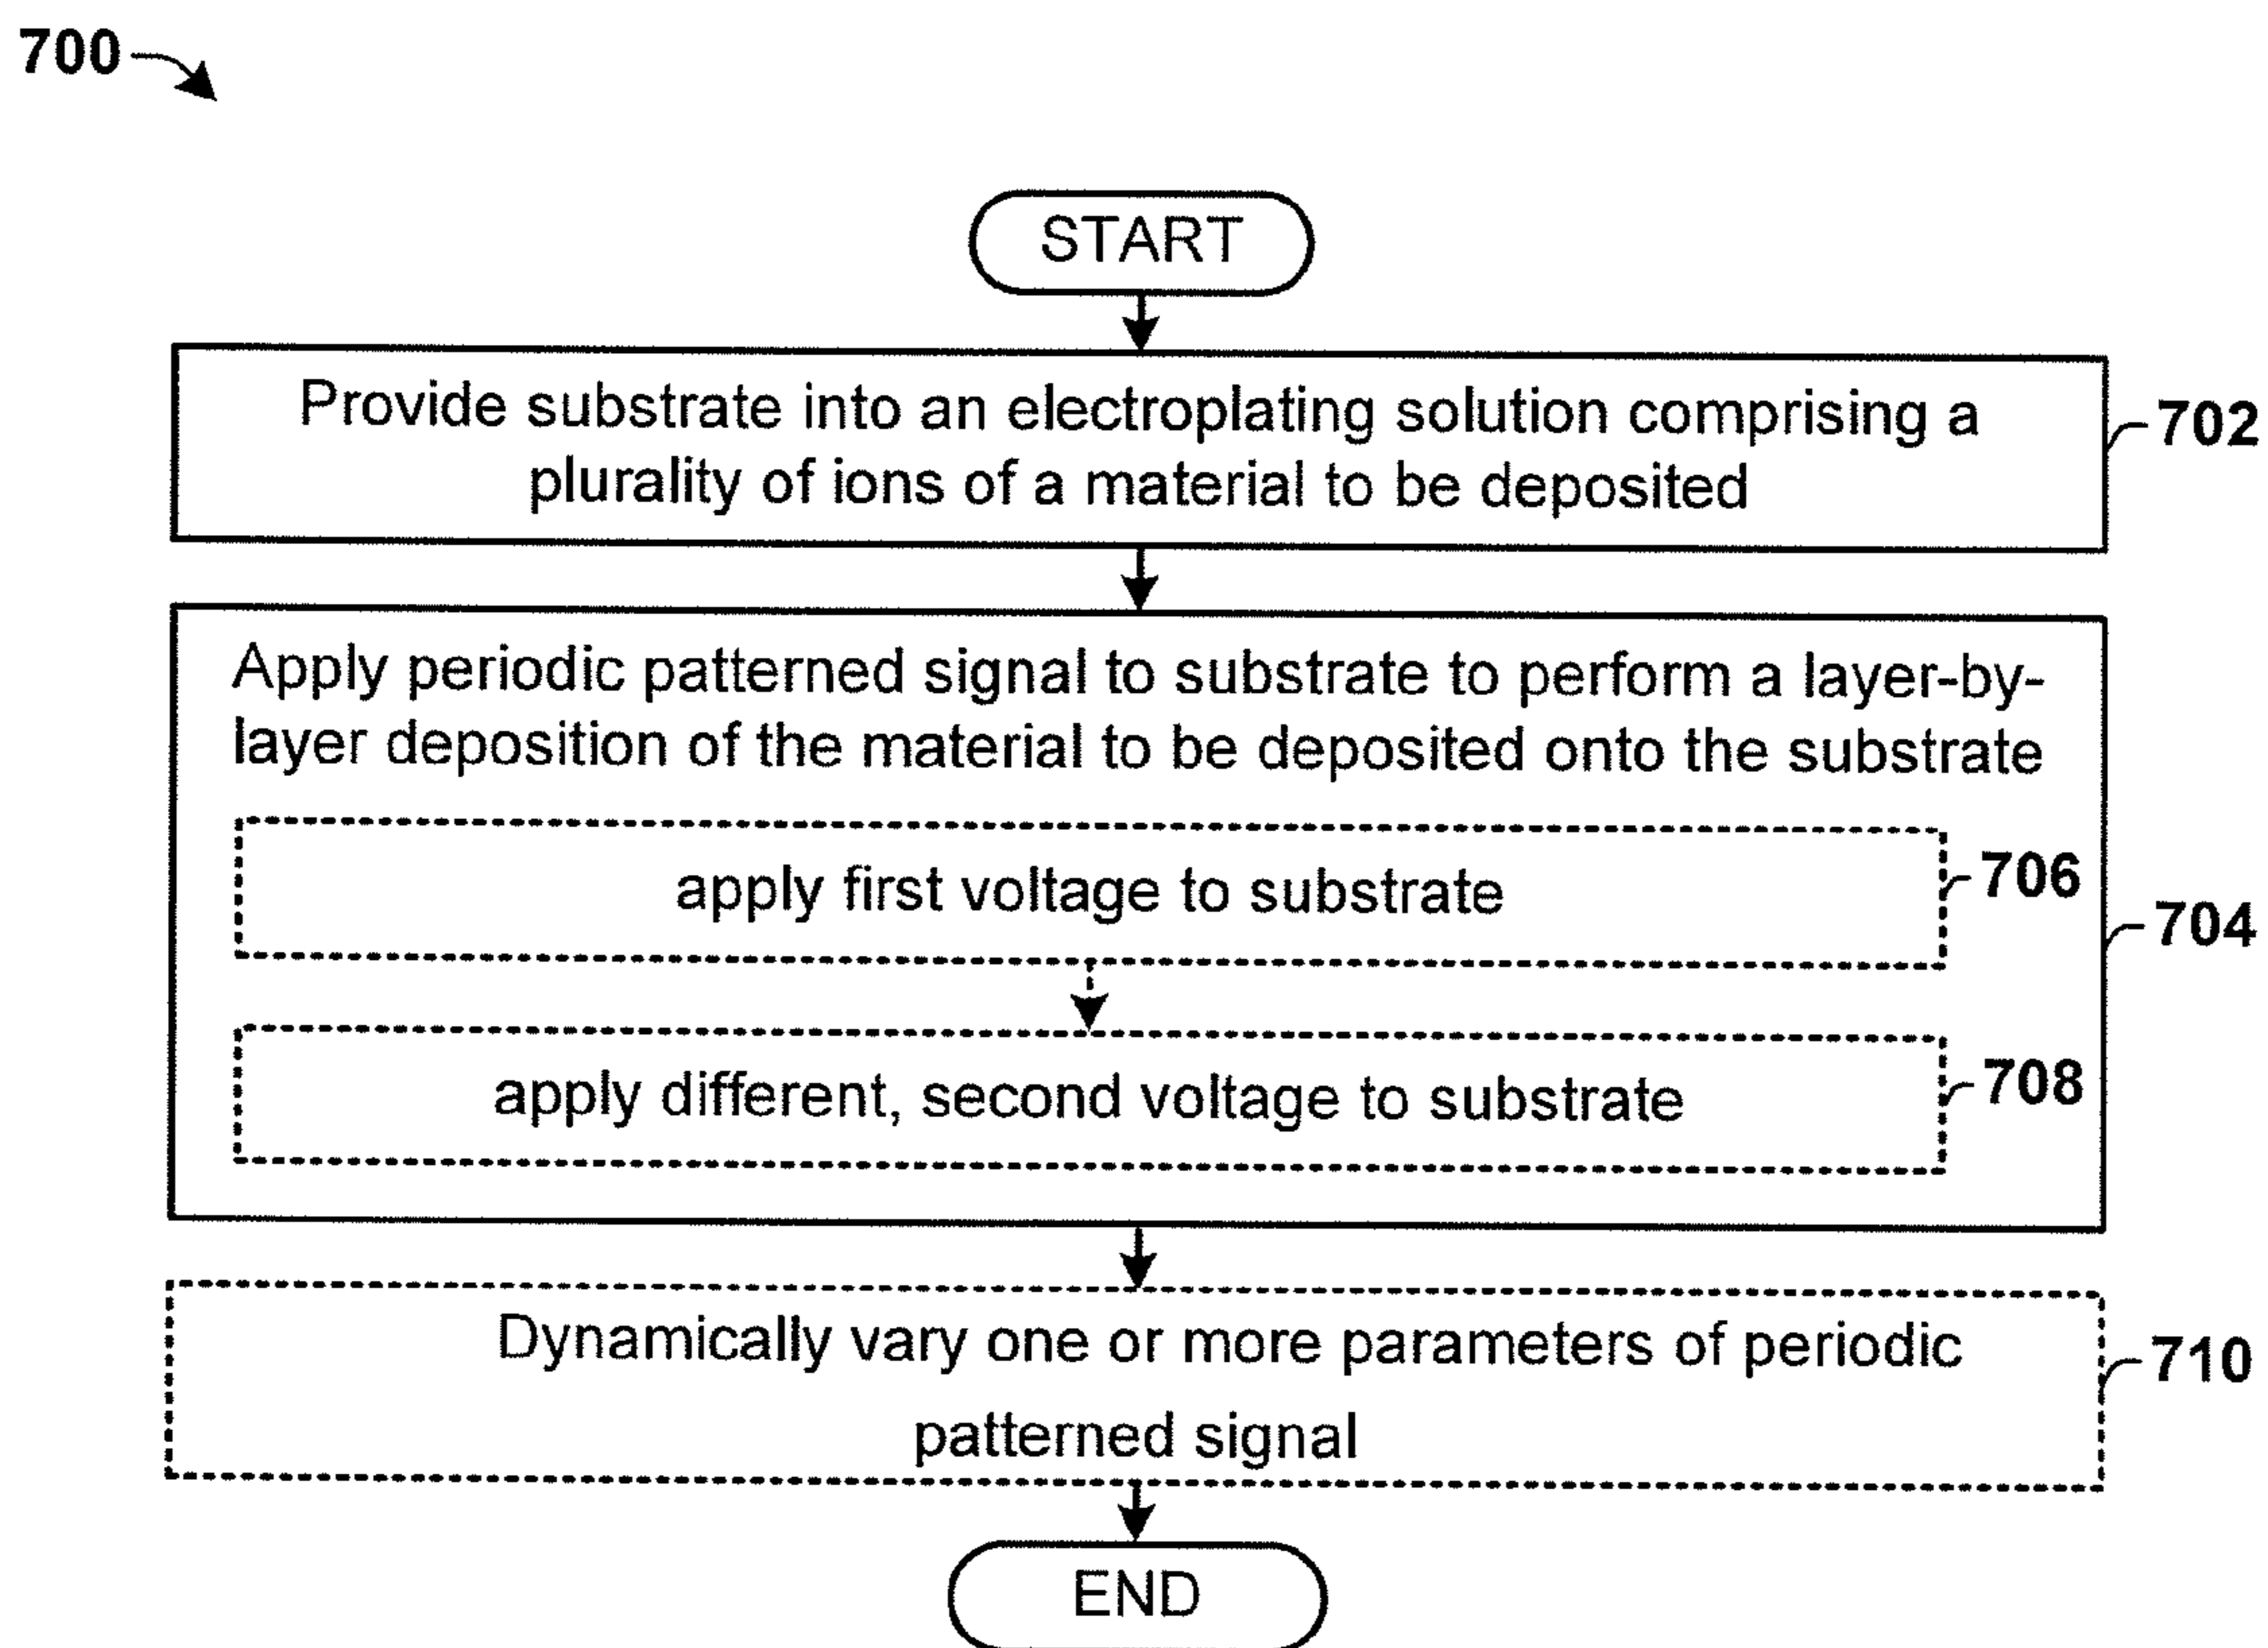 700
START
Provide substrate into an electroplating solution comprising a
plurality of ions of a material to be deposited
702
Apply periodic patterned signal to substrate to perform a layer-by-
layer deposition of the material to be deposited onto the substrate
apply first voltage to substrate
706
704
apply different, second voltage to substrate
708
Dynamically vary one or more parameters of periodic
patterned signal
710
END